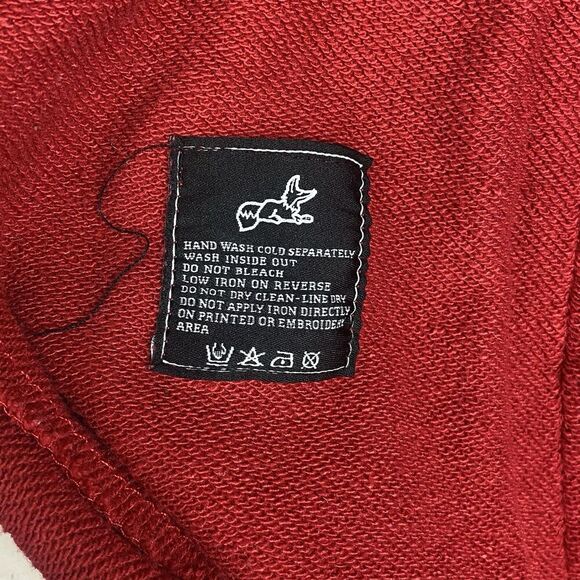 HAND WASH COLD SEPARATELY
WASH INSIDE OUT
DO NOT BLEACH
LOW IRON ON REVERSE
DO NOT DRY CLEAN-LINE DRY
DO NOT APPLY IRON DIRECTLY
ON PRINTED OR EMBROIDER
AREA